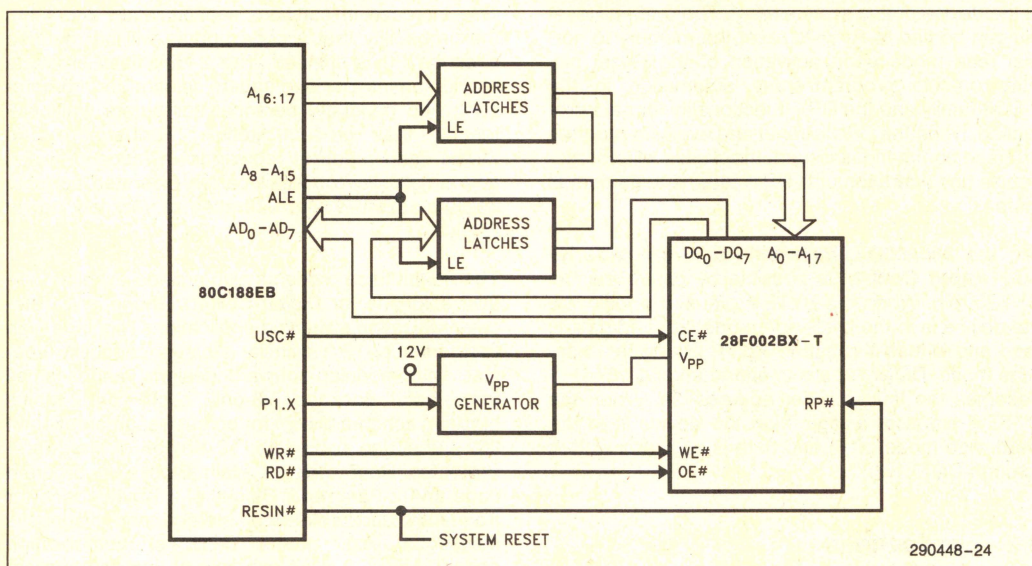 A16:17
ADDRESS
LATCHES
LE
A8-A15
ALE
AD0-AD7
ADDRESS
LATCHES
LE
DQ0-DQ7 A0-A17
80C188EB
USC#
CE#
28F002BX-T
12V
VPP
VPP
GENERATOR
P1.X
RP#
WR#
WE#
RD#
OE#
RESIN#
SYSTEM RESET
290448-24